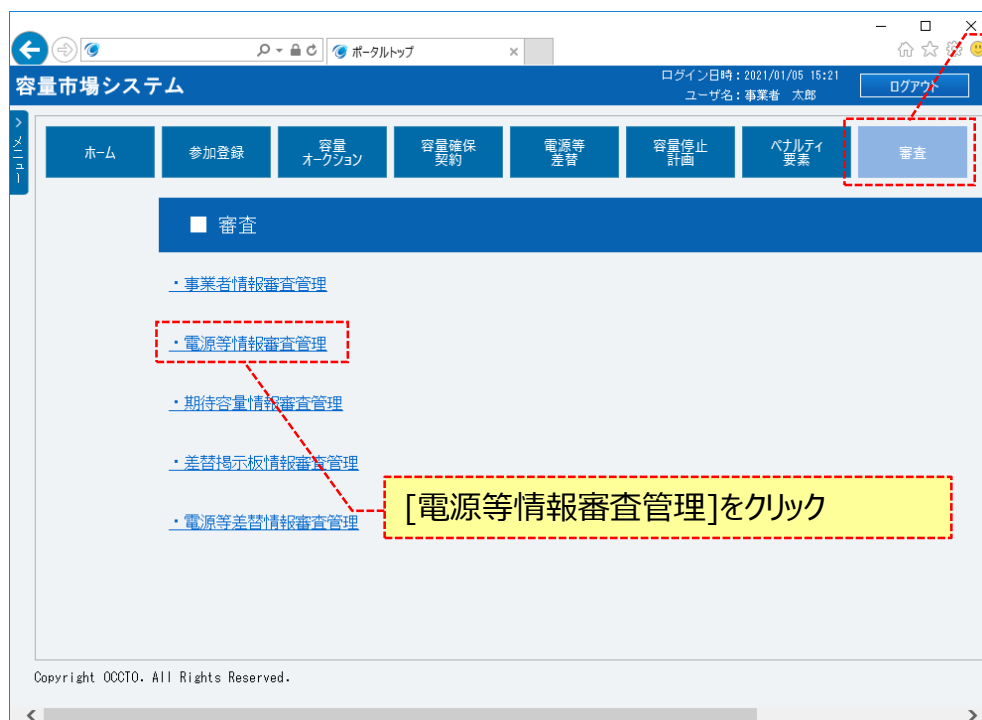 ポータルトップ
容量市場システム
ログイン日時：2021/01/05 15:21
ユーザ名：事業者 太郎
ログアウト
メニュー
ホーム
参加登録
容量
オークション
容量確保
契約
電源等
差替
容量停止
計画
ペナルティ
要素
審査
■ 審査
・事業者情報審査管理
・電源等情報審査管理
・期待容量情報審査管理
・差替掲示板情報審査管理
[電源等情報審査管理]をクリック
・電源等差替情報審査管理
Copyright OCCTO. All Rights Reserved.